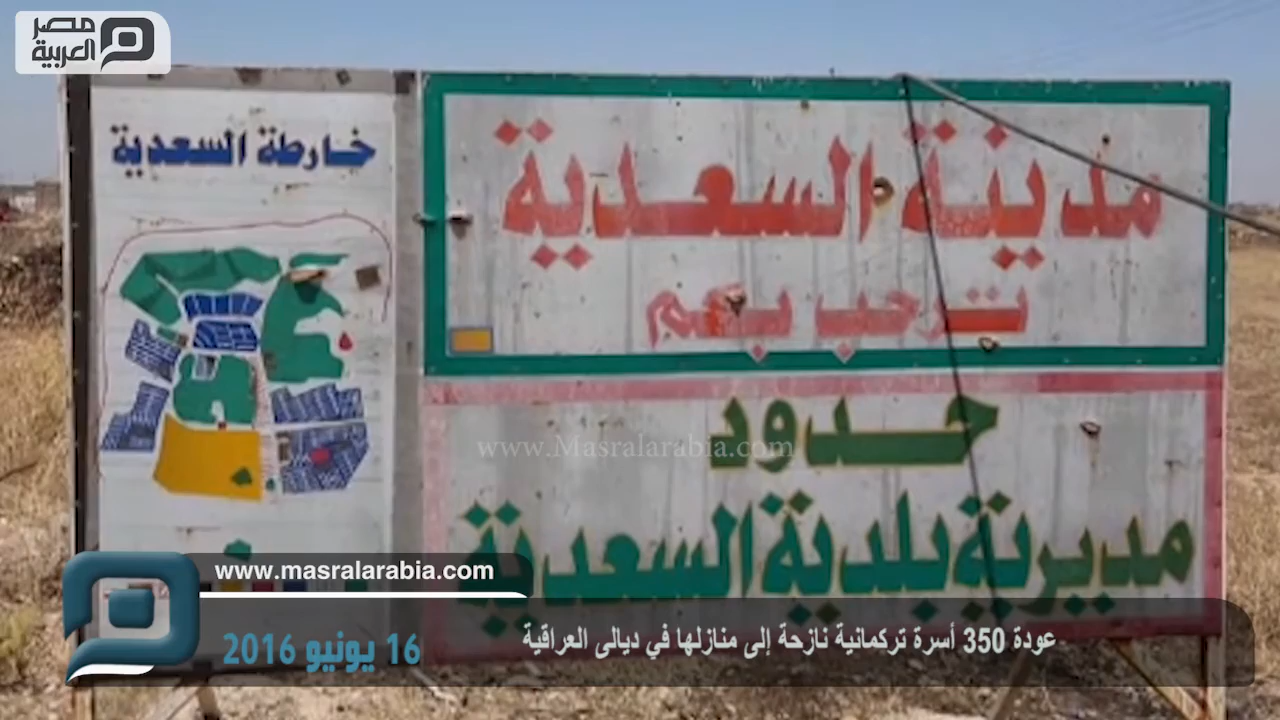 مصر
العربية
خارطة السعدية
مدينة السعدية
ترحب بكم
حدود
مديرية بلدية السعدية
www.Masralarabia.com
www.masralarabia.com
عودة 350 أسرة تركمانية نازحة إلى منازلها في ديالى العراقية
16 يونيو 2016